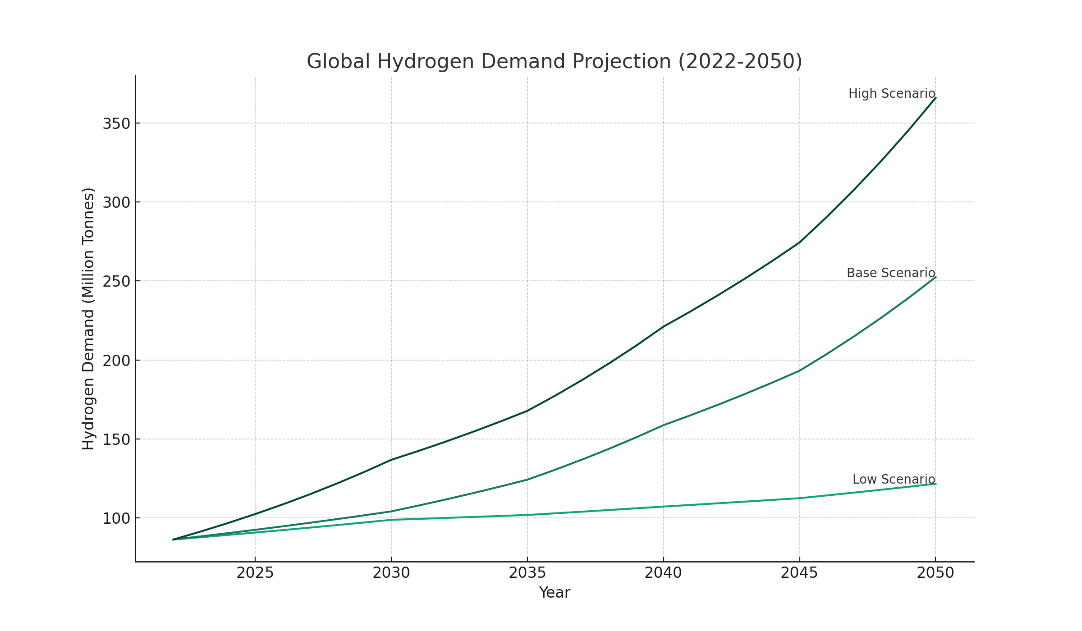 Global Hydrogen Demand Projection (2022-2050)
Hydrogen Demand (Million Tonnes)
350
300
250
200
150
100
High Scenario
Base Scenario
Low Scenario
2025 2030 2035 2040 2045 2050
Year